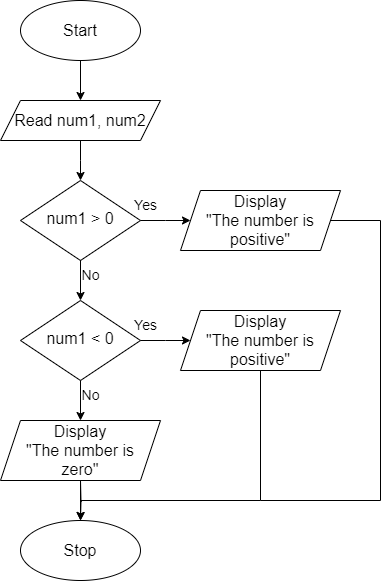 Start
Read num1, num2
num1 > 0
Yes
Display
"The number is
positive"
No
num1 < 0
Yes
Display
"The number is
positive"
No
Display
"The number is
zero"
Stop